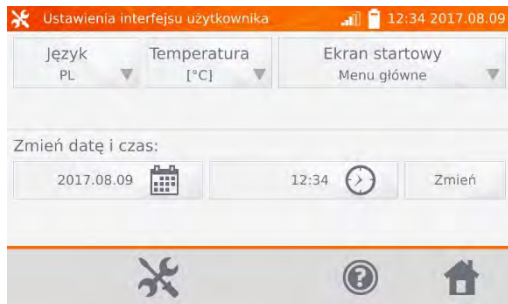 Ustawienia interfejsu użytkownika 12:34 2017.08.09
Język Temperatura Ekran startowy
PL [°C] Menu główne
Zmień datę i czas:
2017.08.09 12:34 Zmień
?